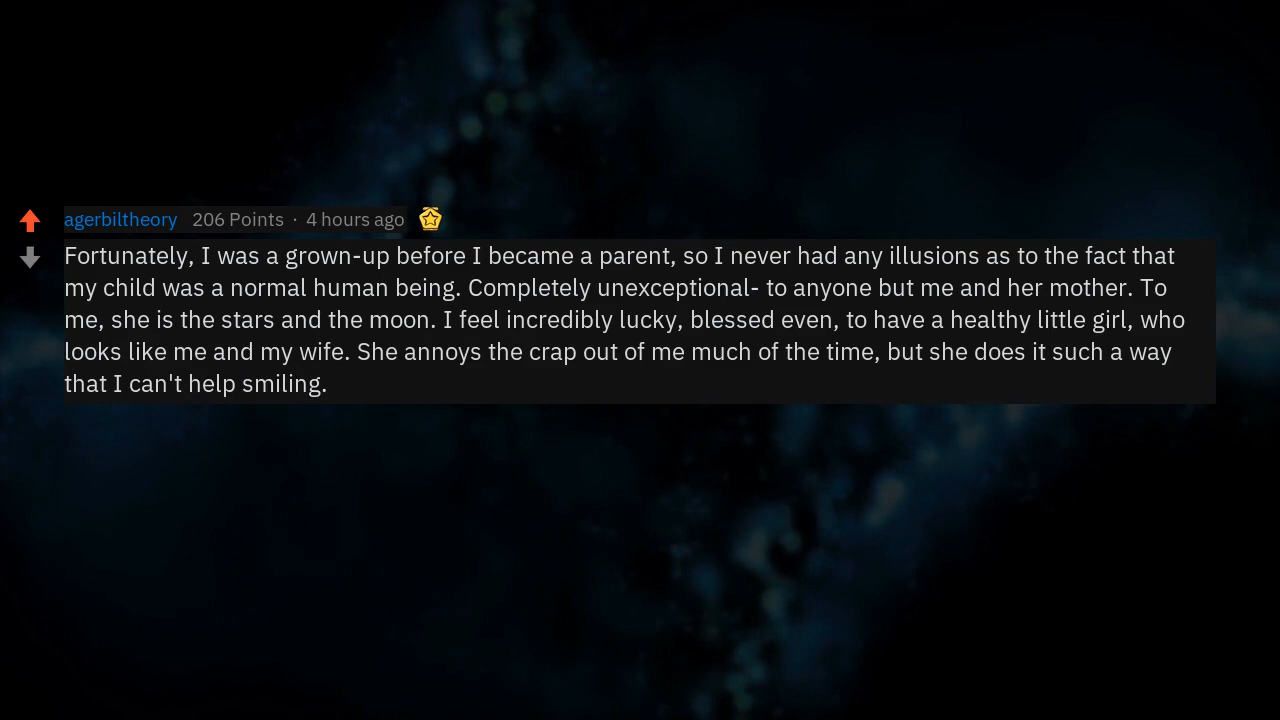 agerbiltheory 206 Points · 4 hours ago
Fortunately, I was a grown-up before I became a parent, so I never had any illusions as to the fact that
my child was a normal human being. Completely unexceptional- to anyone but me and her mother. To
me, she is the stars and the moon. I feel incredibly lucky, blessed even, to have a healthy little girl, who
looks like me and my wife. She annoys the crap out of me much of the time, but she does it such a way
that I can't help smiling.